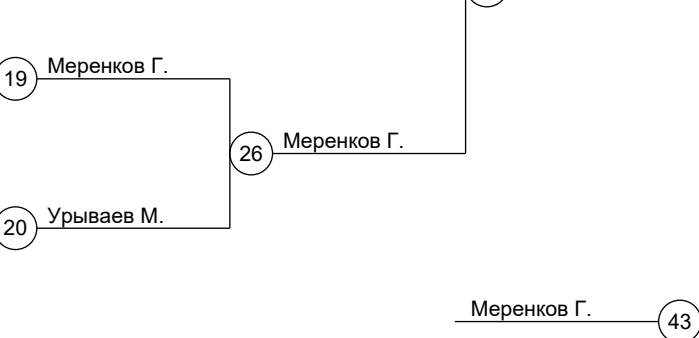 19 Меренков Г.
26 Меренков Г.
20 Урываев М.
Меренков Г. 43